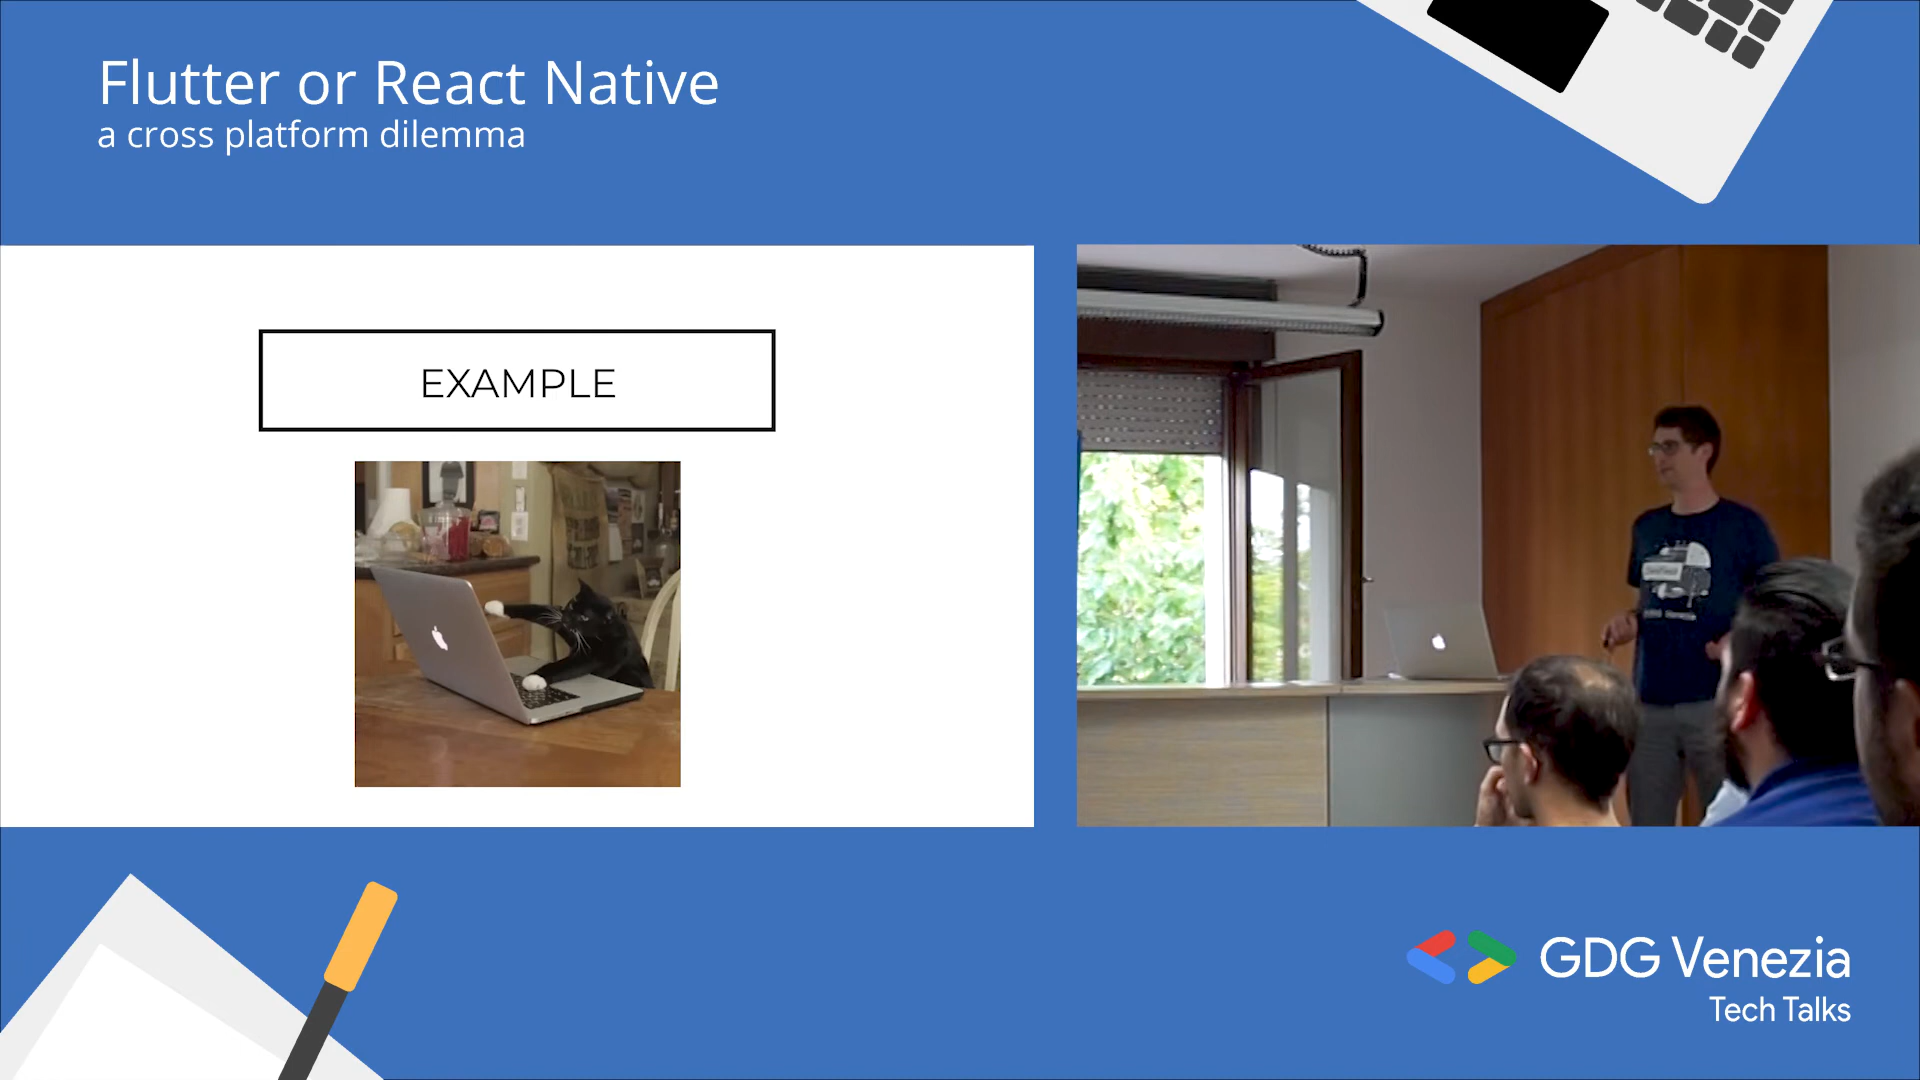 Flutter or React Native
a cross platform dilemma
EXAMPLE
GDG Venezia
Tech Talks